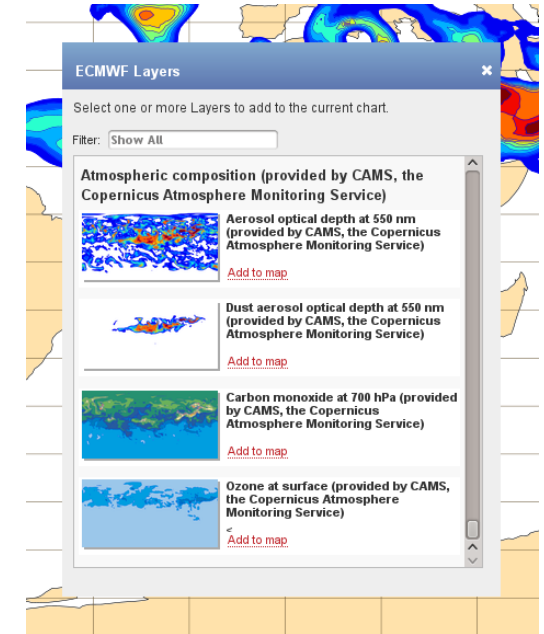 ECMWF Layers
Select one or more Layers to add to the current chart.
Filter: Show All
Atmospheric composition (provided by CAMS, the
Copernicus Atmosphere Monitoring Service)
Aerosol optical depth at 550 nm
(provided by CAMS, the Copernicus
Atmosphere Monitoring Service)
Add to map
Dust aerosol optical depth at 550 nm
(provided by CAMS, the Copernicus
Atmosphere Monitoring Service)
Add to map
Carbon monoxide at 700 hPa (provided
by CAMS, the Copernicus
Atmosphere Monitoring Service)
Add to map
Ozone at surface (provided by CAMS,
the Copernicus Atmosphere
Monitoring Service)
<
Add to map